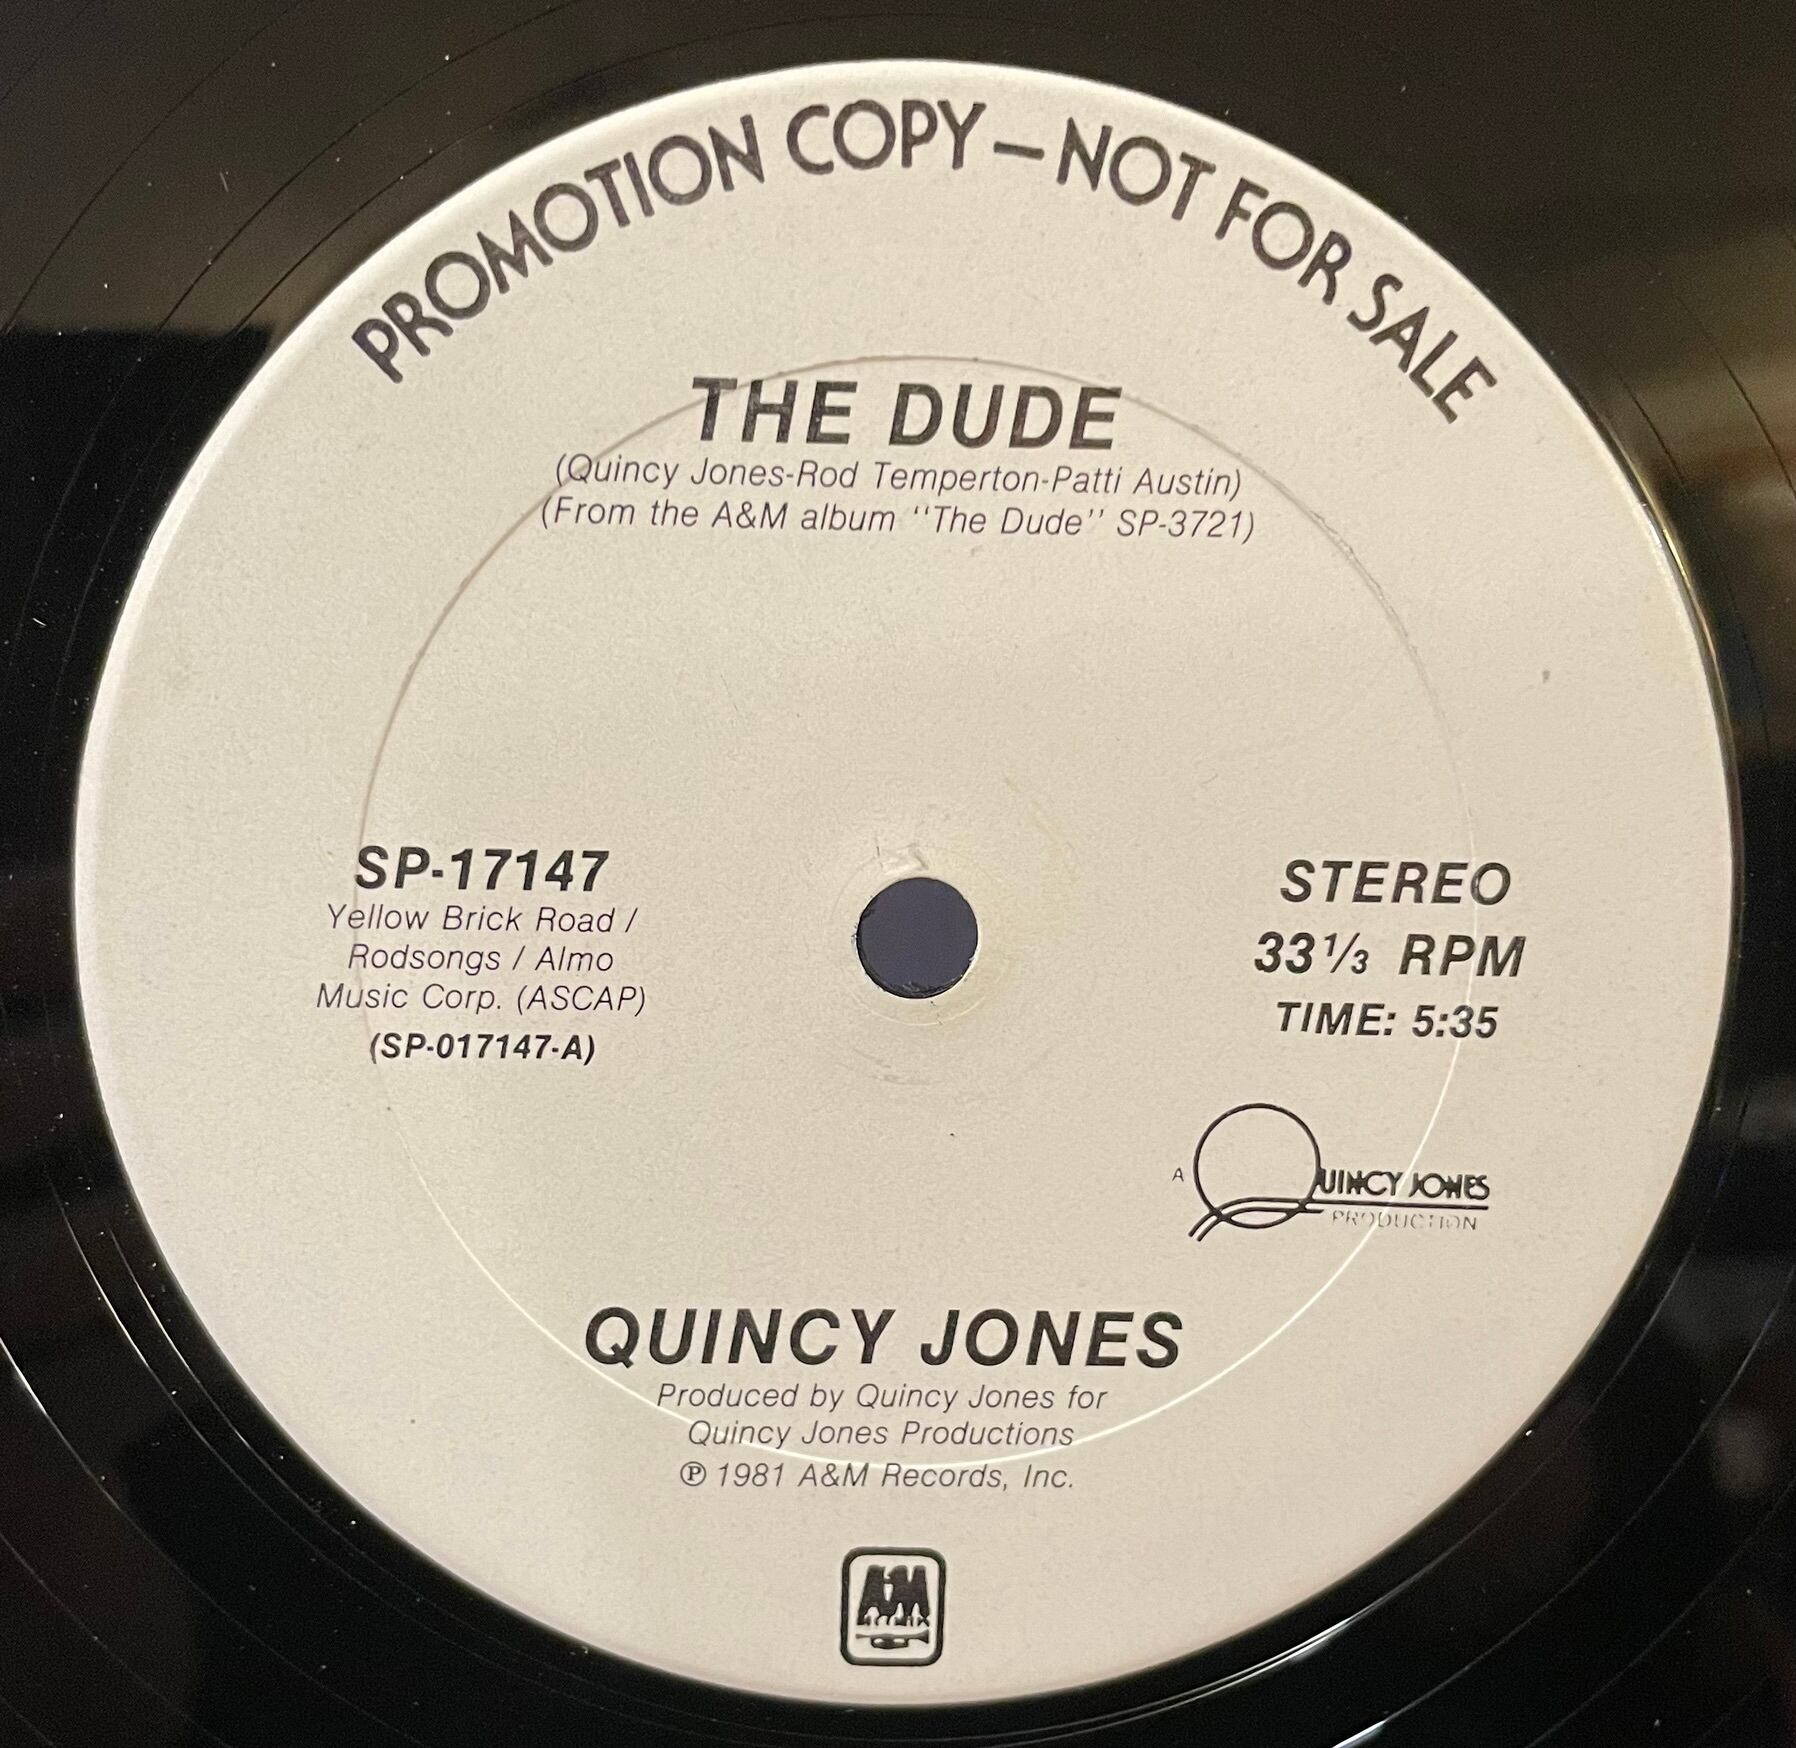 PROMOTION COPY — NOT FOR SALE
THE DUDE
(Quincy Jones-Rod Temperton-Patti Austin)
(From the A&M album ‘‘The Dude’’ SP-3721)
SP-17147
Yellow Brick Road /
Rodsongs / Almo
Music Corp. (ASCAP)
(SP-017147-A)
STEREO
33⅓ RPM
TIME: 5:35
A QUINCY JONES
PRODUCTION
QUINCY JONES
Produced by Quincy Jones for
Quincy Jones Productions
℗ 1981 A&M Records, Inc.
A&M